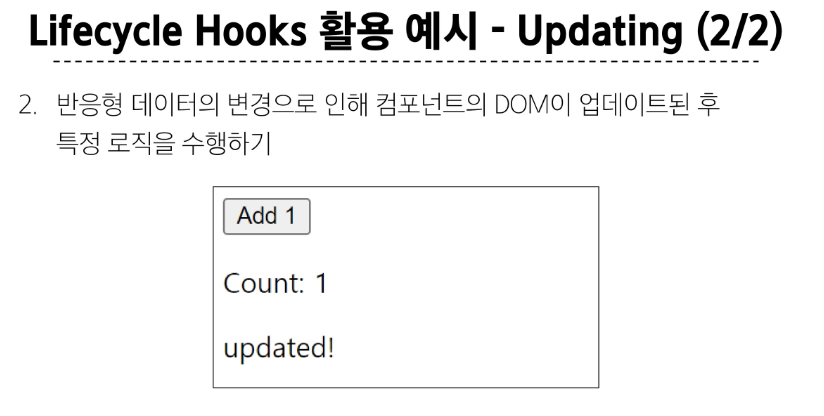 Lifecycle Hooks 활용 예시 - Updating (2/2)
2. 반응형 데이터의 변경으로 인해 컴포넌트의 DOM이 업데이트된 후
특정 로직을 수행하기
Add 1
Count: 1
updated!